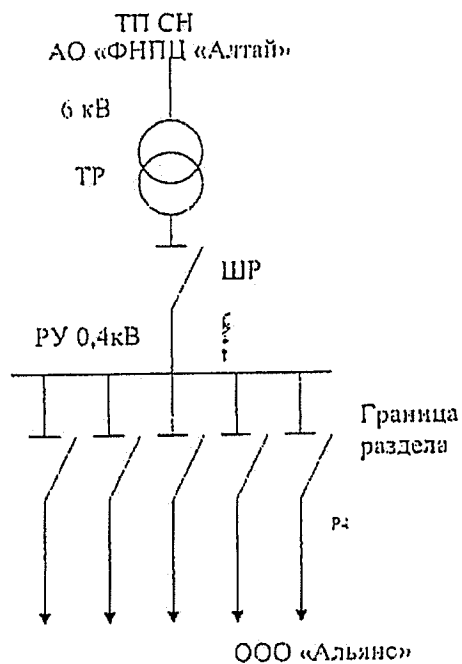 ТП СН
АО «ФНПЦ «Алтай»
6 кВ
ТР
ШР
РУ 0,4кВ
Граница
раздела
ООО «Альянс»